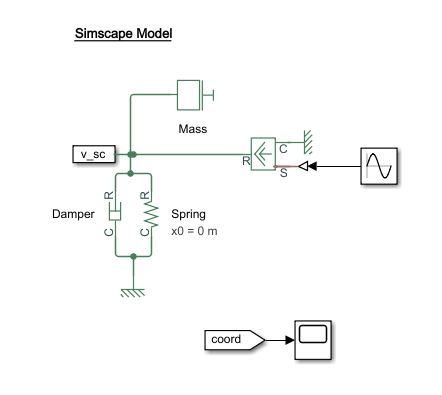 Simscape Model
Mass
v_sc
R
C
S
R
R
Damper
Spring
x0 = 0 m
C
C
coord